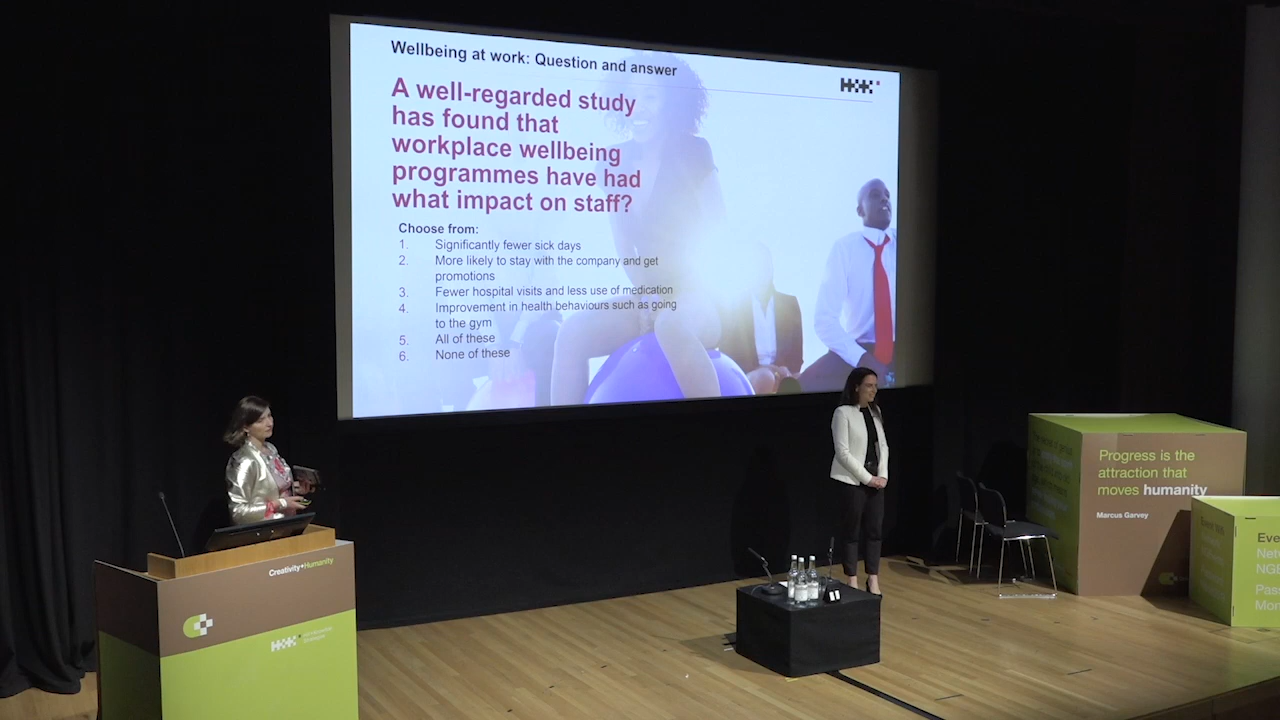 Wellbeing at work: Question and answer
H+K
A well-regarded study
has found that
workplace wellbeing
programmes have had
what impact on staff?
Choose from:
1. Significantly fewer sick days
2. More likely to stay with the company and get
promotions
3. Fewer hospital visits and less use of medication
4. Improvement in health behaviours such as going
to the gym
5. All of these
6. None of these
Progress is the
attraction that
moves humanity
Marcus Garvey
Creativity+Humanity
H+K